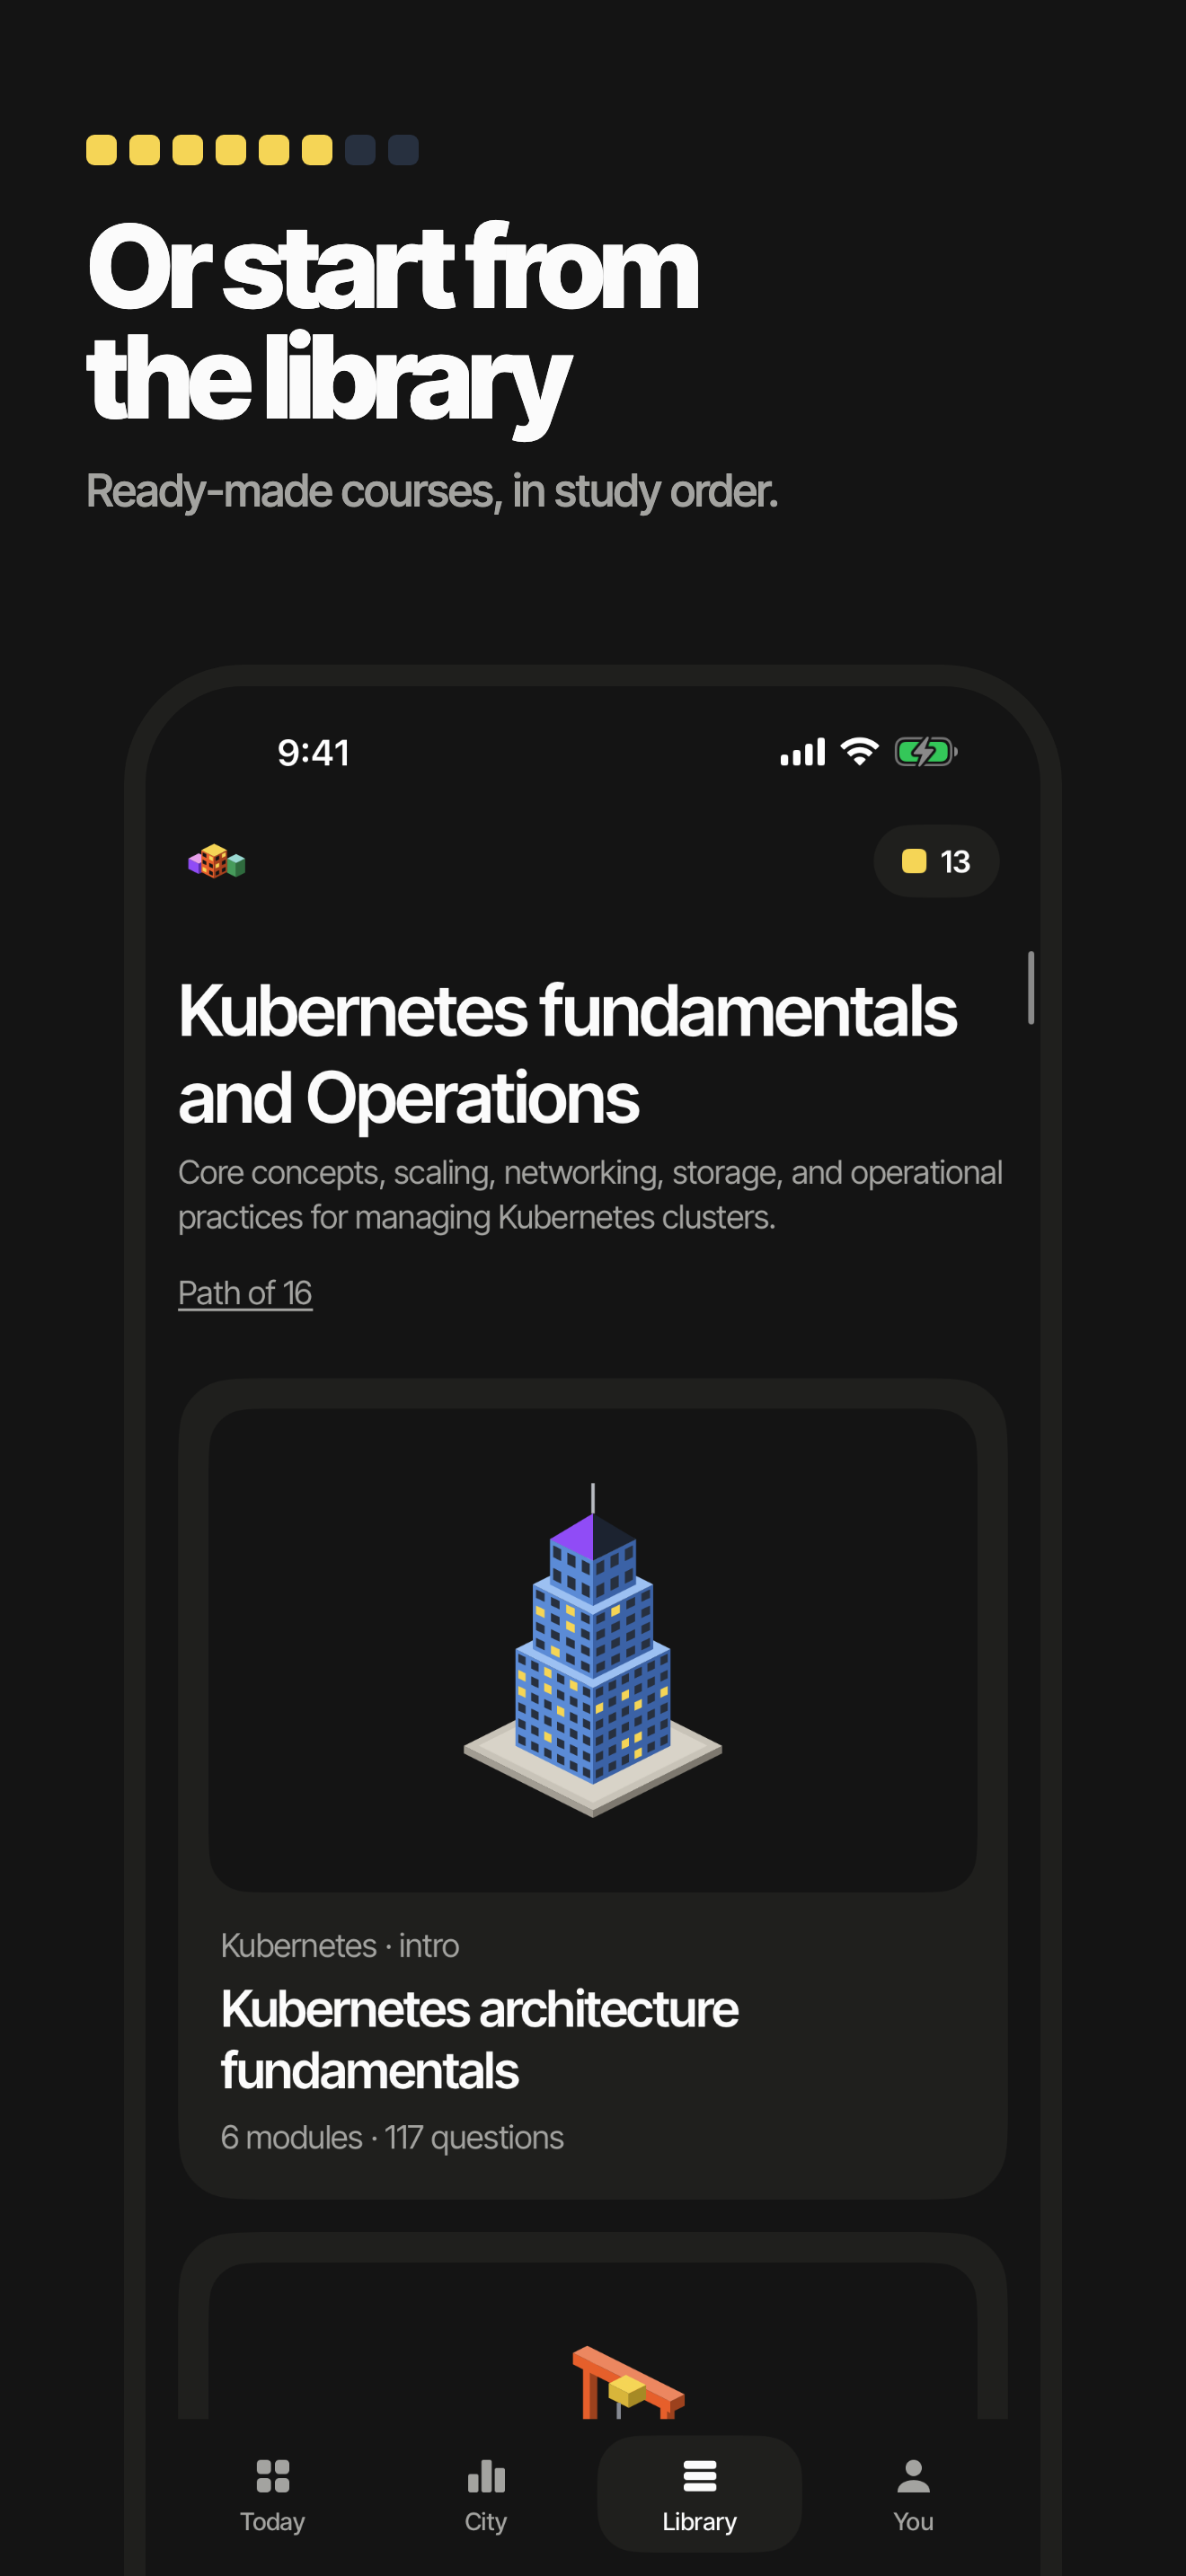 Or start from
the library
Ready-made courses, in study order.
9:41
13
Kubernetes fundamentals
and Operations
Core concepts, scaling, networking, storage, and operational
practices for managing Kubernetes clusters.
Path of 16
Kubernetes · intro
Kubernetes architecture
fundamentals
6 modules · 117 questions
Today
City
Library
You